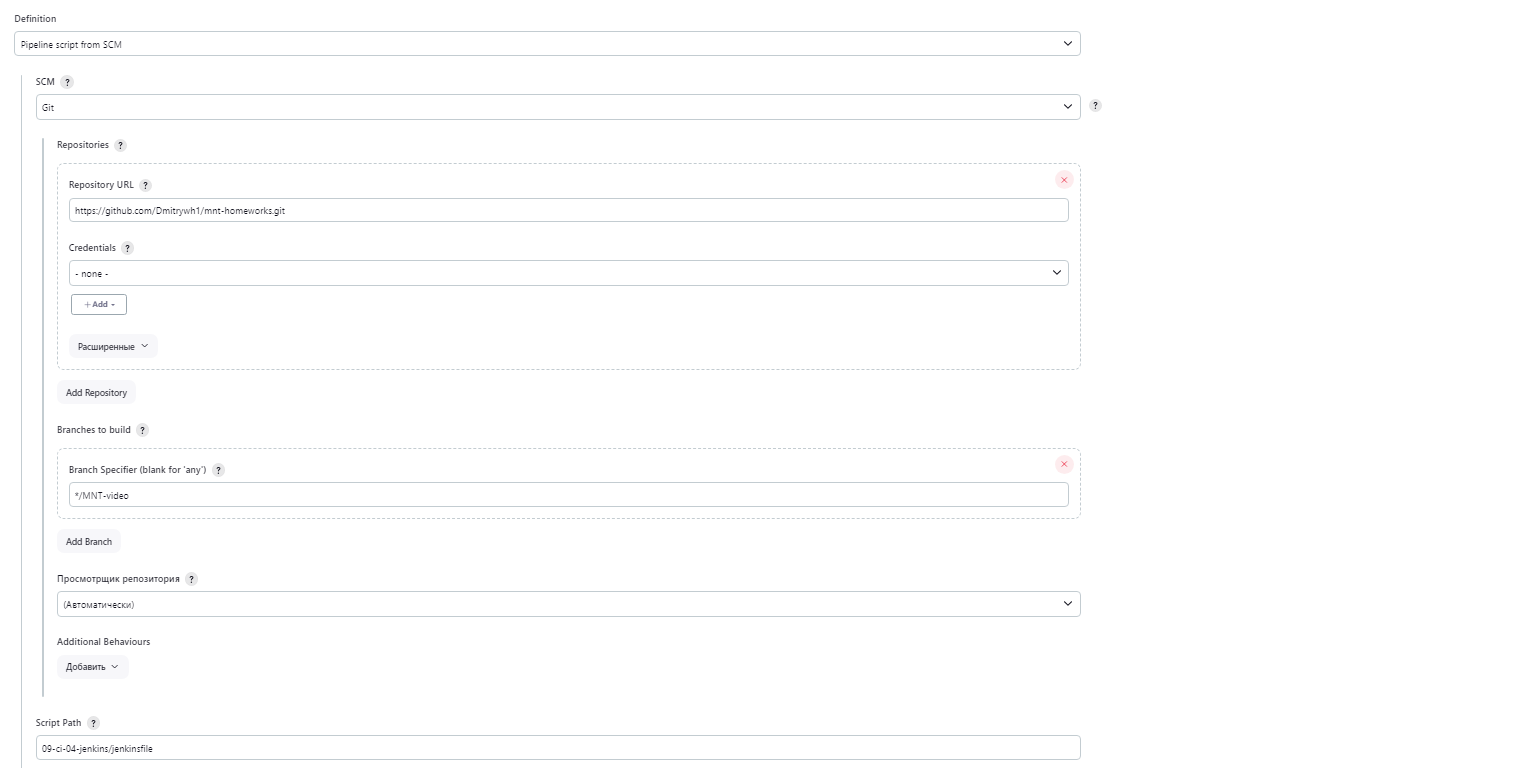 Definition
Pipeline script from SCM
SCM ?
Git
?
Repositories ?
Repository URL ?
https://github.com/Dmitrywh1/mnt-homeworks.git
Credentials ?
- none -
+ Add
Расширенные
Add Repository
Branches to build ?
Branch Specifier (blank for 'any') ?
*/MNT-video
Add Branch
Просмотрщик репозитория ?
(Автоматически)
Additional Behaviours
Добавить
Script Path ?
09-ci-04-jenkins/jenkinsfile